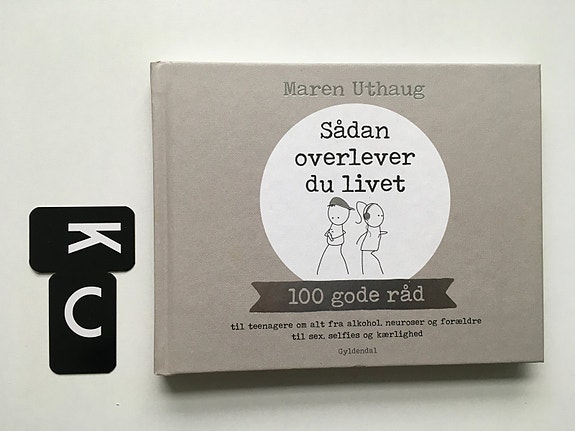 Maren Uthaug
Sådan
overlever
du livet
100 gode råd
til teenagere om alt fra alkohol, neuroser og forældre
til sex, selfies og kærlighed
Gyldendal
K
C